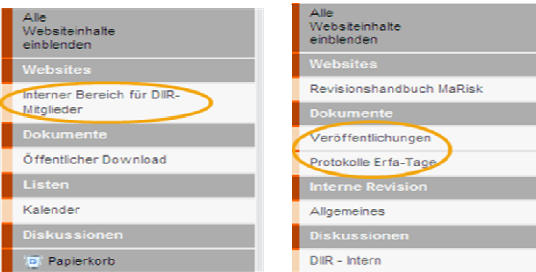 Alle
Websiteinhalte
einblenden
Websites
Interner Bereich für DIIR-
Mitglieder
Dokumente
Öffentlicher Download
Listen
Kalender
Diskussionen
Papierkorb
Alle
Websiteinhalte
einblenden
Websites
Revisionshandbuch MaRisk
Dokumente
Veröffentlichungen
Protokolle Erfa-Tage
Interne Revision
Allgemeines
Diskussionen
DIIR - Intern